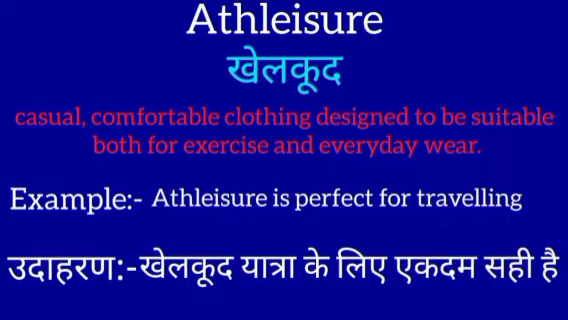 Athleisure
खेलकूद
casual, comfortable clothing designed to be suitable
both for exercise and everyday wear.
Example:- Athleisure is perfect for travelling
उदाहरण:-खेलकूद यात्रा के लिए एकदम सही है